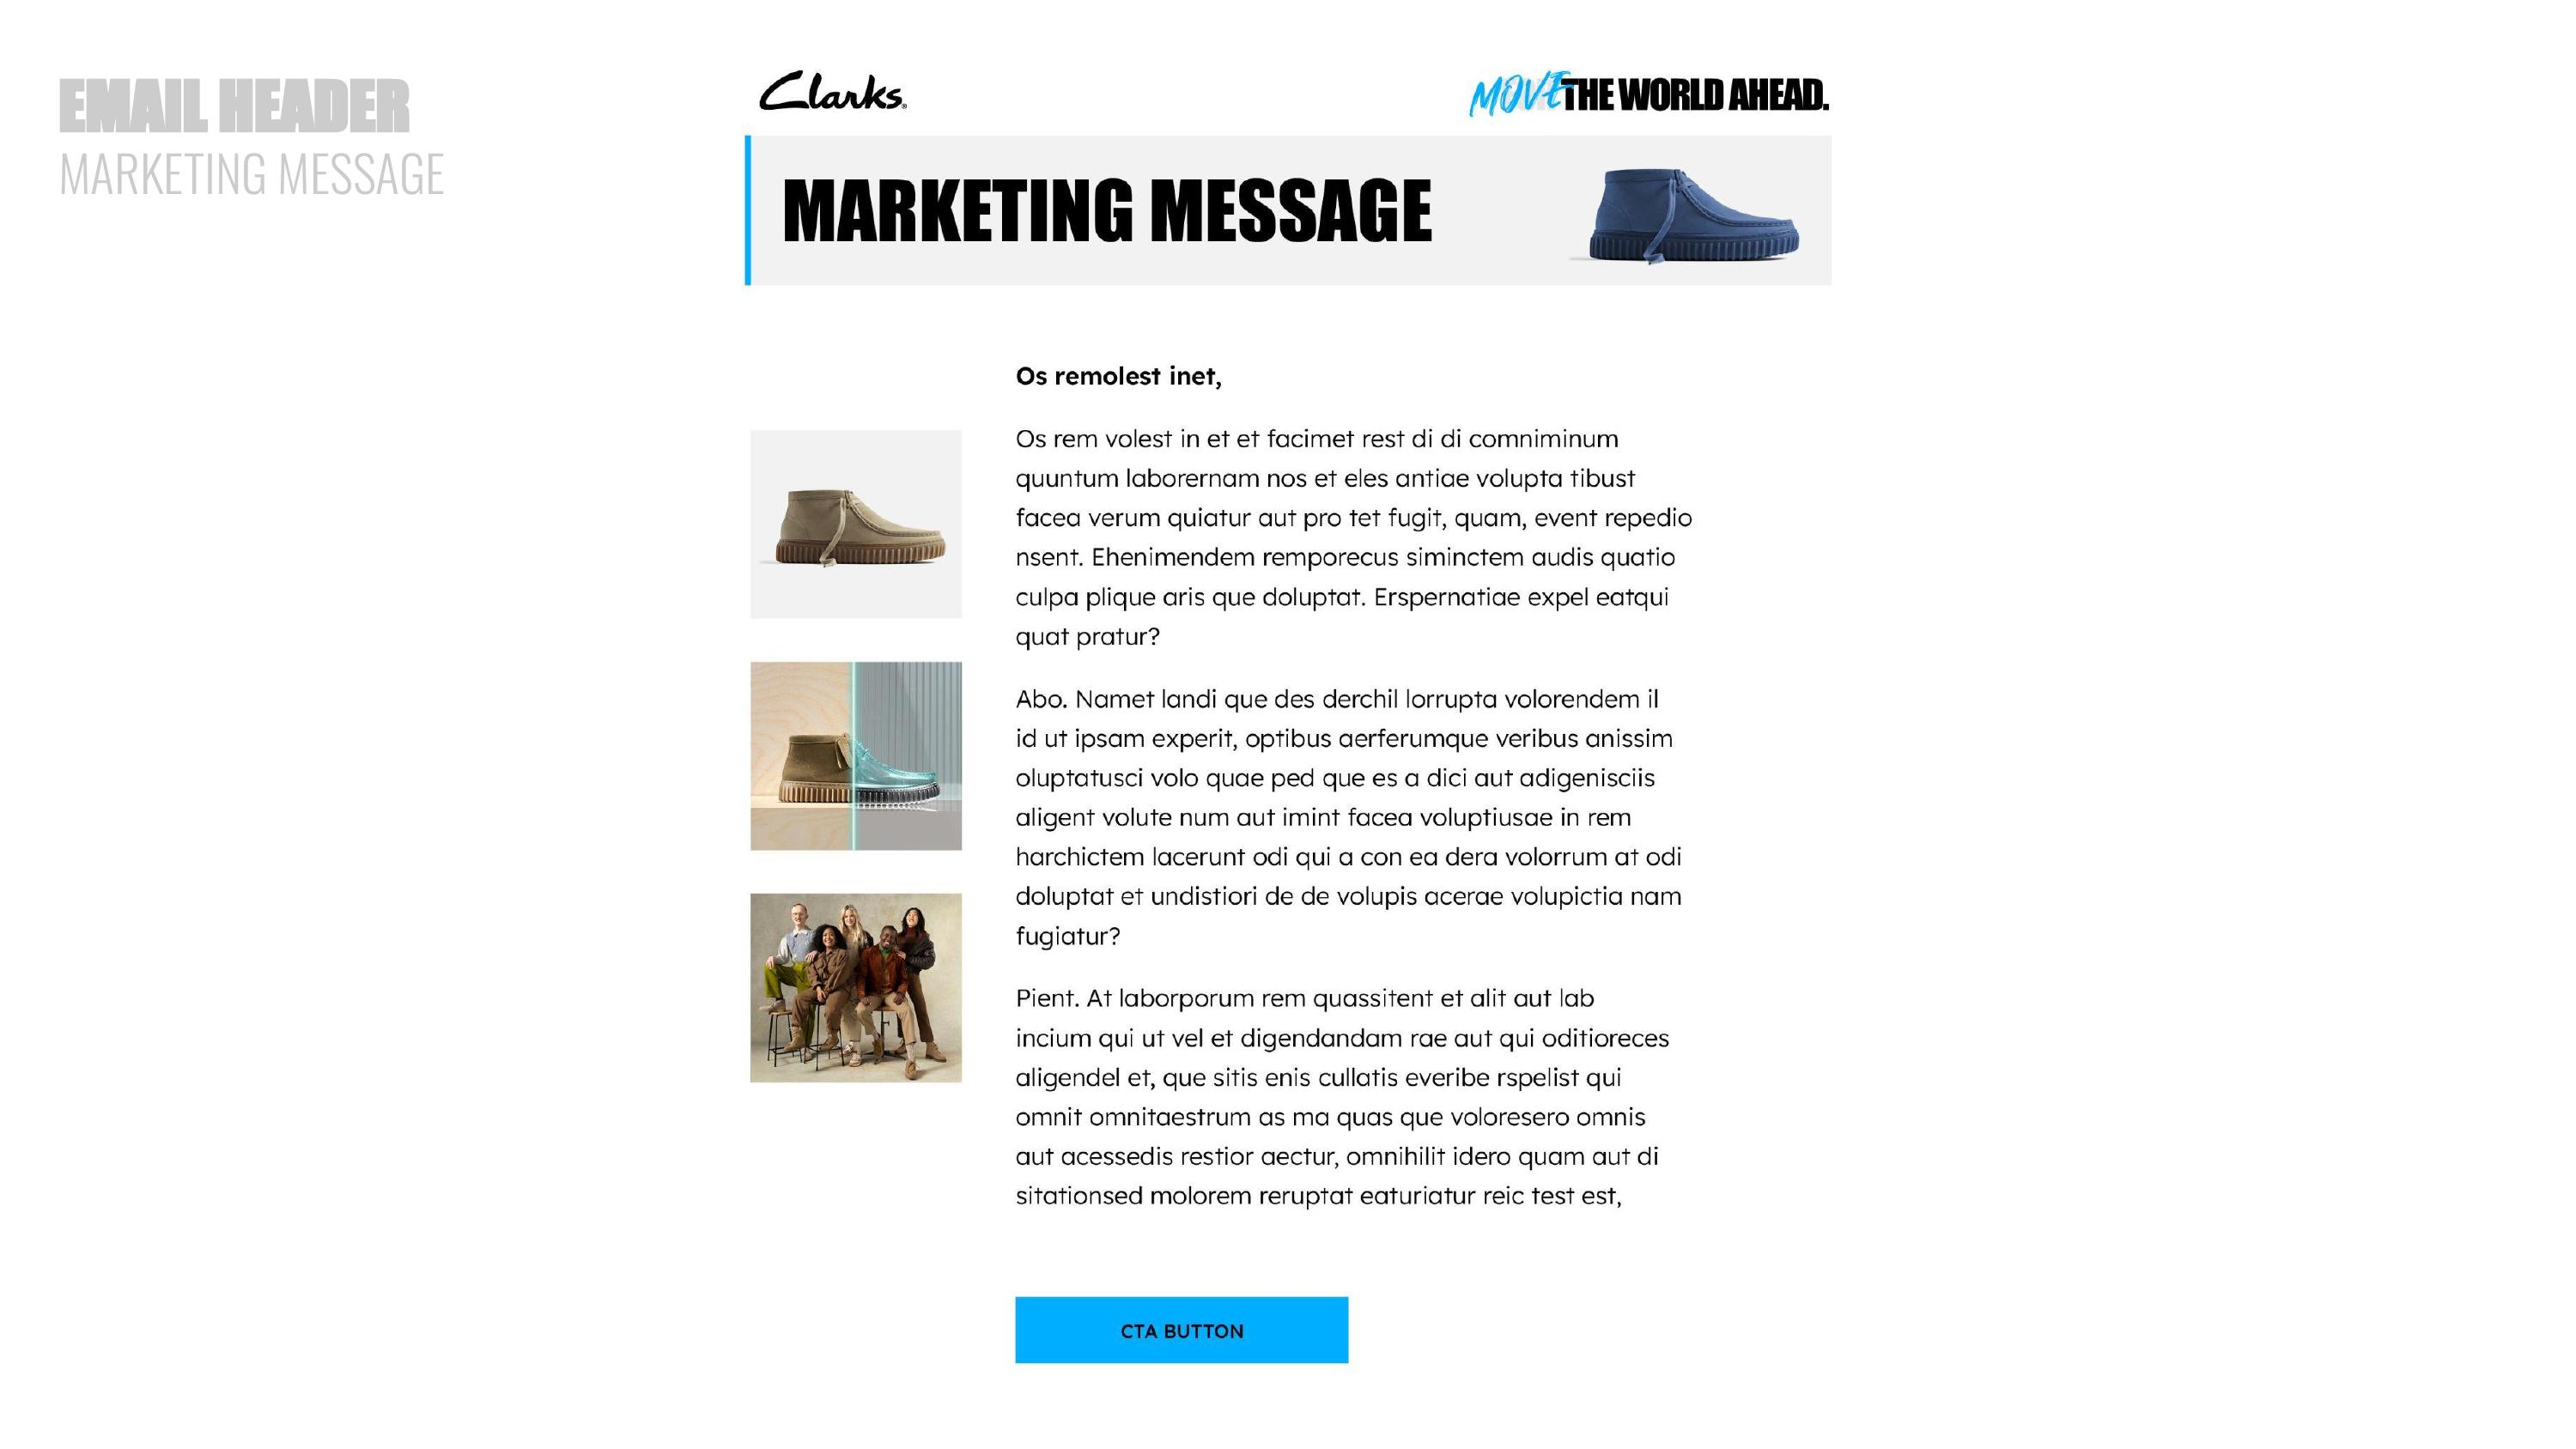 EMAIL HEADER
MARKETING MESSAGE
Clarks.
MOVE THE WORLD AHEAD.
MARKETING MESSAGE
Os remolest inet,
Os rem volest in et et facimet rest di di comniminum
quuntum laborernam nos et eles antiae volupta tibust
facea verum quiatur aut pro tet fugit, quam, event repedio
nsent. Ehenimendem remporecus siminctem audis quatio
culpa plique aris que doluptat. Erspernatiae expel eatqui
quat pratur?
Abo. Namet landi que des derchil lorrupta volorendem il
id ut ipsam experit, optibus aerferumque veribus anissim
oluptatusci volo quae ped que es a dici aut adigenisciis
aligent volute num aut imint facea voluptiusae in rem
harchictem lacerunt odi qui a con ea dera volorrum at odi
doluptat et undistiori de de volupis acerae volupictia nam
fugiatur?
Pient. At laborporum rem quassitent et alit aut lab
incium qui ut vel et digendandam rae aut qui oditioreces
aligendel et, que sitis enis cullatis everibe rspelist qui
omnit omnitaestrum as ma quas que voloresero omnis
aut acessedis restior aectur, omnihilit idero quam aut di
sitationsed molorem reruptat eaturiatur reic test est,
CTA BUTTON